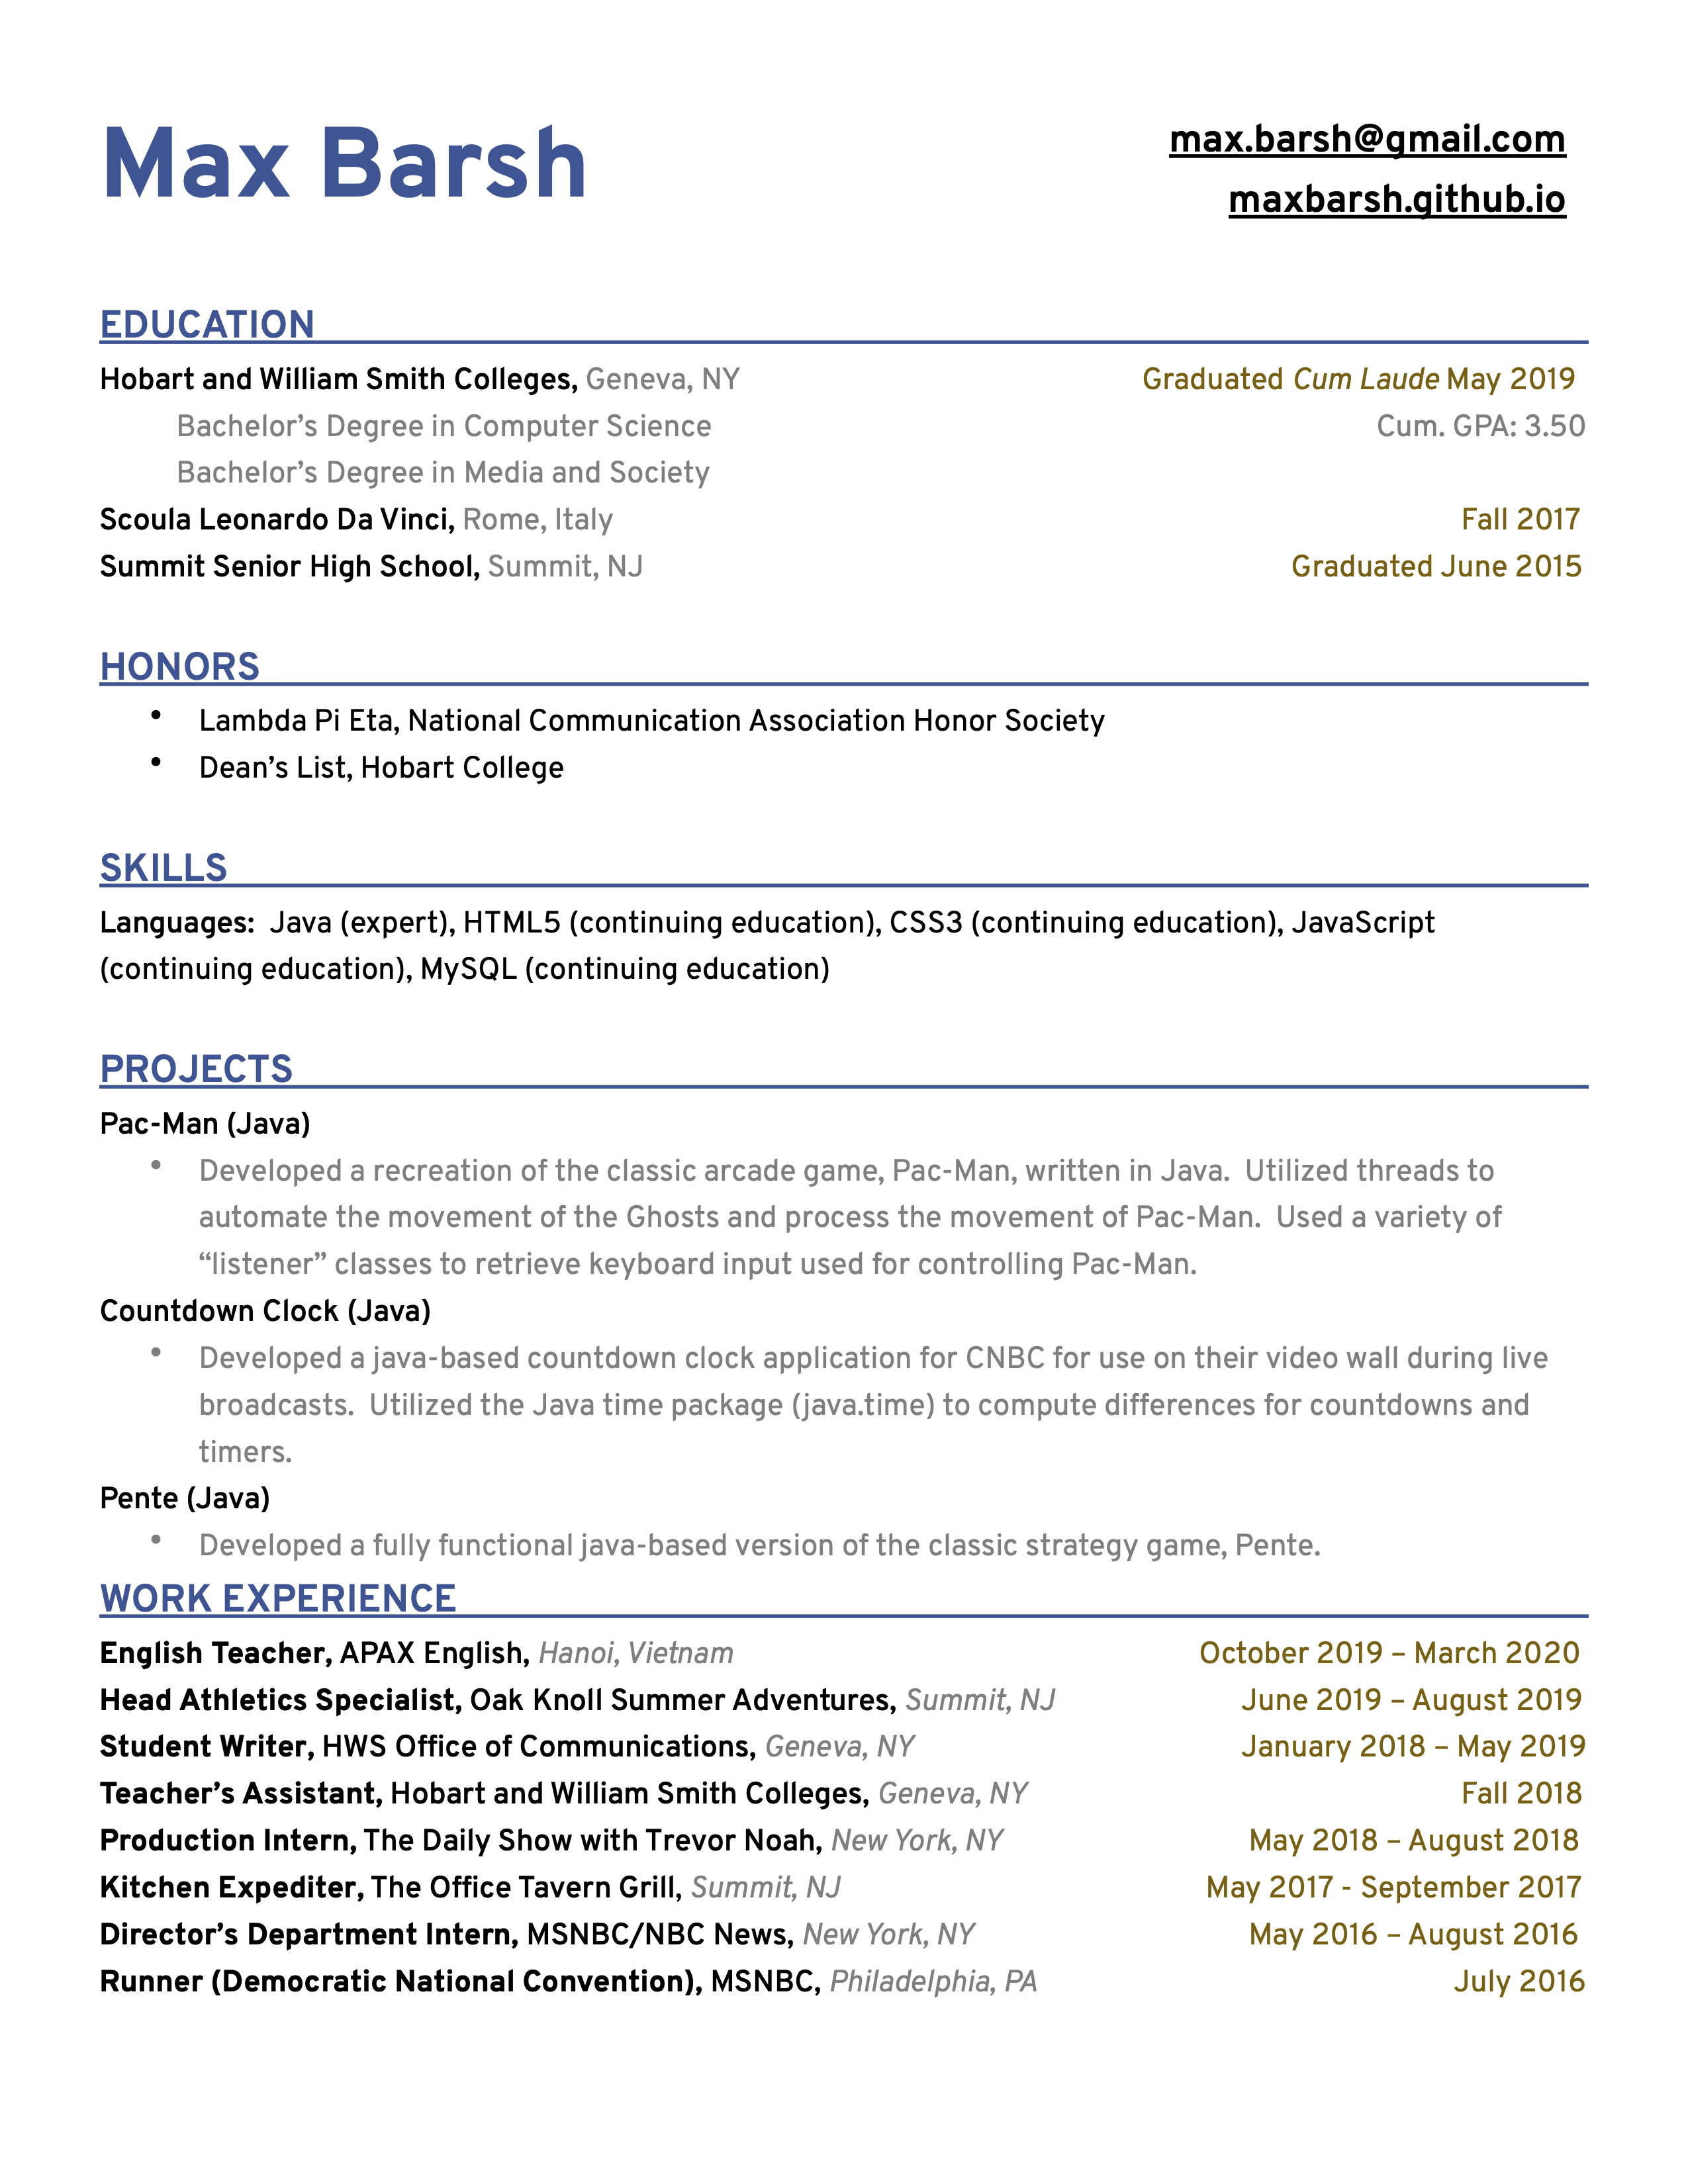 Max Barsh
max.barsh@gmail.com
maxbarsh.github.io
EDUCATION
Hobart and William Smith Colleges, Geneva, NY Graduated Cum Laude May 2019
Bachelor’s Degree in Computer Science Cum. GPA: 3.50
Bachelor’s Degree in Media and Society
Scoula Leonardo Da Vinci, Rome, Italy Fall 2017
Summit Senior High School, Summit, NJ Graduated June 2015
HONORS
• Lambda Pi Eta, National Communication Association Honor Society
• Dean’s List, Hobart College
SKILLS
Languages:  Java (expert), HTML5 (continuing education), CSS3 (continuing education), JavaScript
(continuing education), MySQL (continuing education)
PROJECTS
Pac-Man (Java)
• Developed a recreation of the classic arcade game, Pac-Man, written in Java.  Utilized threads to
automate the movement of the Ghosts and process the movement of Pac-Man.  Used a variety of
“listener” classes to retrieve keyboard input used for controlling Pac-Man.
Countdown Clock (Java)
• Developed a java-based countdown clock application for CNBC for use on their video wall during live
broadcasts.  Utilized the Java time package (java.time) to compute differences for countdowns and
timers.
Pente (Java)
• Developed a fully functional java-based version of the classic strategy game, Pente.
WORK EXPERIENCE
English Teacher, APAX English, Hanoi, Vietnam October 2019 – March 2020
Head Athletics Specialist, Oak Knoll Summer Adventures, Summit, NJ June 2019 – August 2019
Student Writer, HWS Office of Communications, Geneva, NY January 2018 – May 2019
Teacher’s Assistant, Hobart and William Smith Colleges, Geneva, NY Fall 2018
Production Intern, The Daily Show with Trevor Noah, New York, NY May 2018 – August 2018
Kitchen Expediter, The Office Tavern Grill, Summit, NJ May 2017 - September 2017
Director’s Department Intern, MSNBC/NBC News, New York, NY May 2016 – August 2016
Runner (Democratic National Convention), MSNBC, Philadelphia, PA July 2016